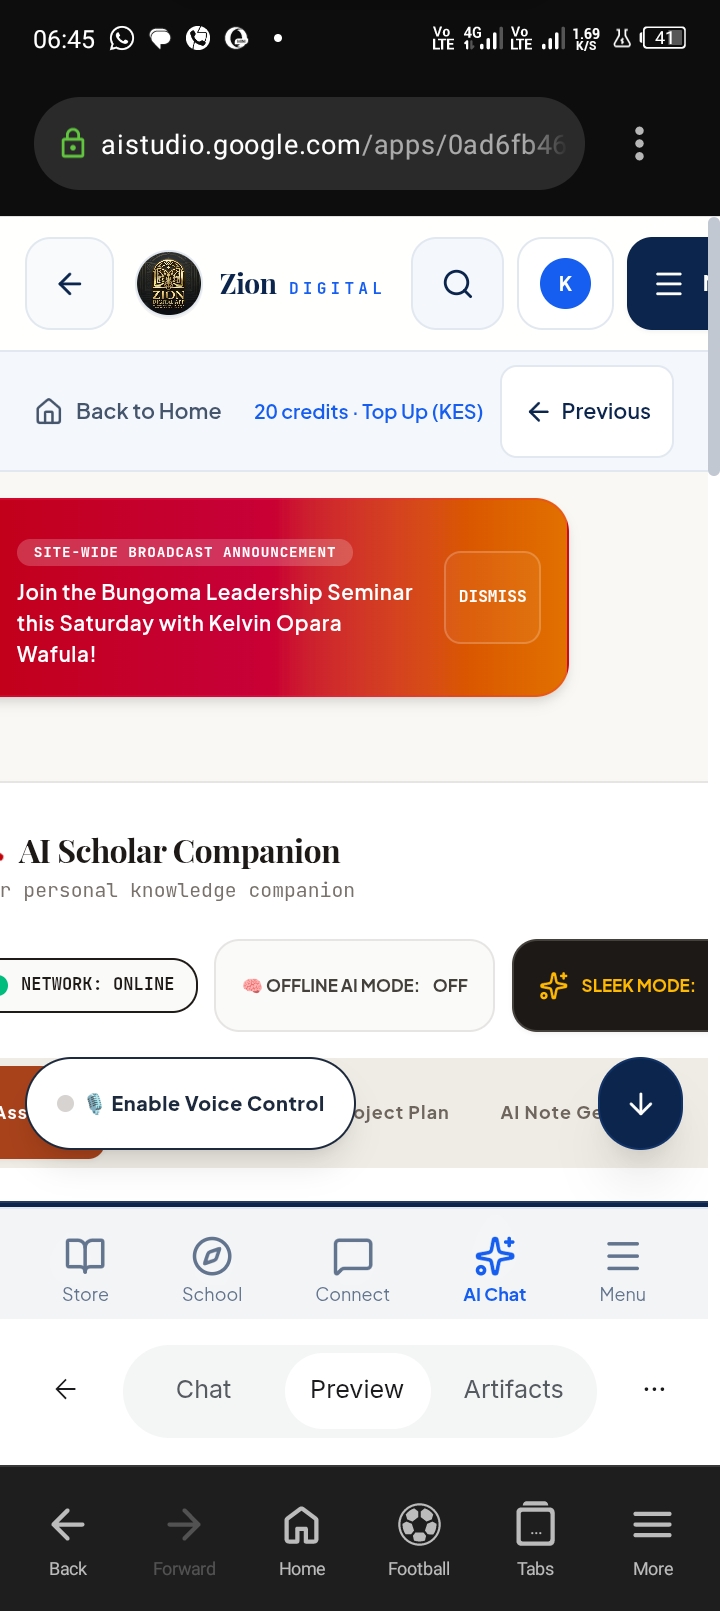 06:45
Vo LTE 4G Vo LTE 1.69 K/S 41
aistudio.google.com/apps/0ad6fb46
ZION
Zion DIGITAL
K
Back to Home 20 credits · Top Up (KES) Previous
SITE-WIDE BROADCAST ANNOUNCEMENT
Join the Bungoma Leadership Seminar
this Saturday with Kelvin Opara
Wafula!
DISMISS
AI Scholar Companion
r personal knowledge companion
NETWORK: ONLINE
🧠 OFFLINE AI MODE: OFF
SLEEK MODE:
Ass
🎙️ Enable Voice Control
oject Plan
AI Note Ge
Store School Connect AI Chat Menu
Chat Preview Artifacts ...
Back Forward Home Football Tabs More